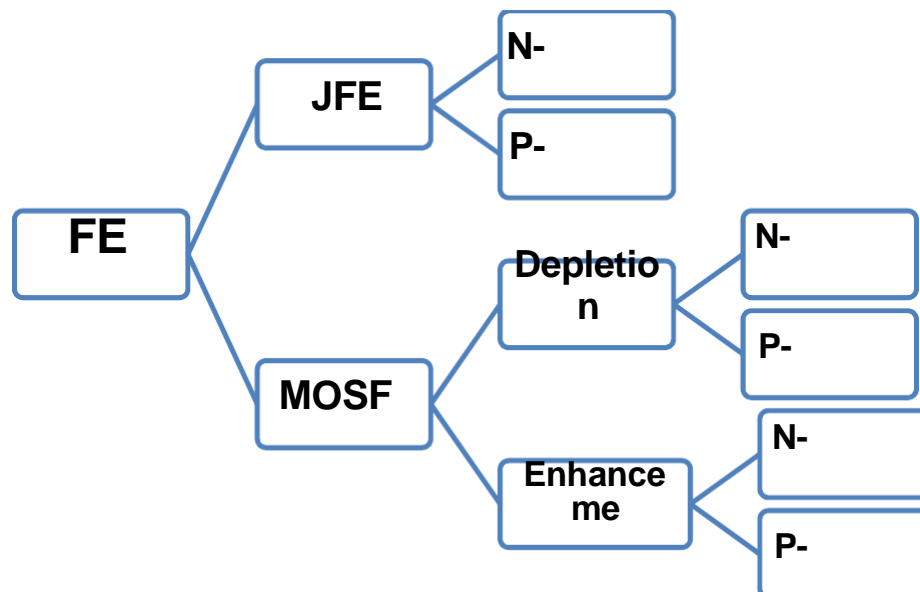 FE
JFE
N-
P-
MOSF
Depletio
n
N-
P-
Enhance
me
N-
P-